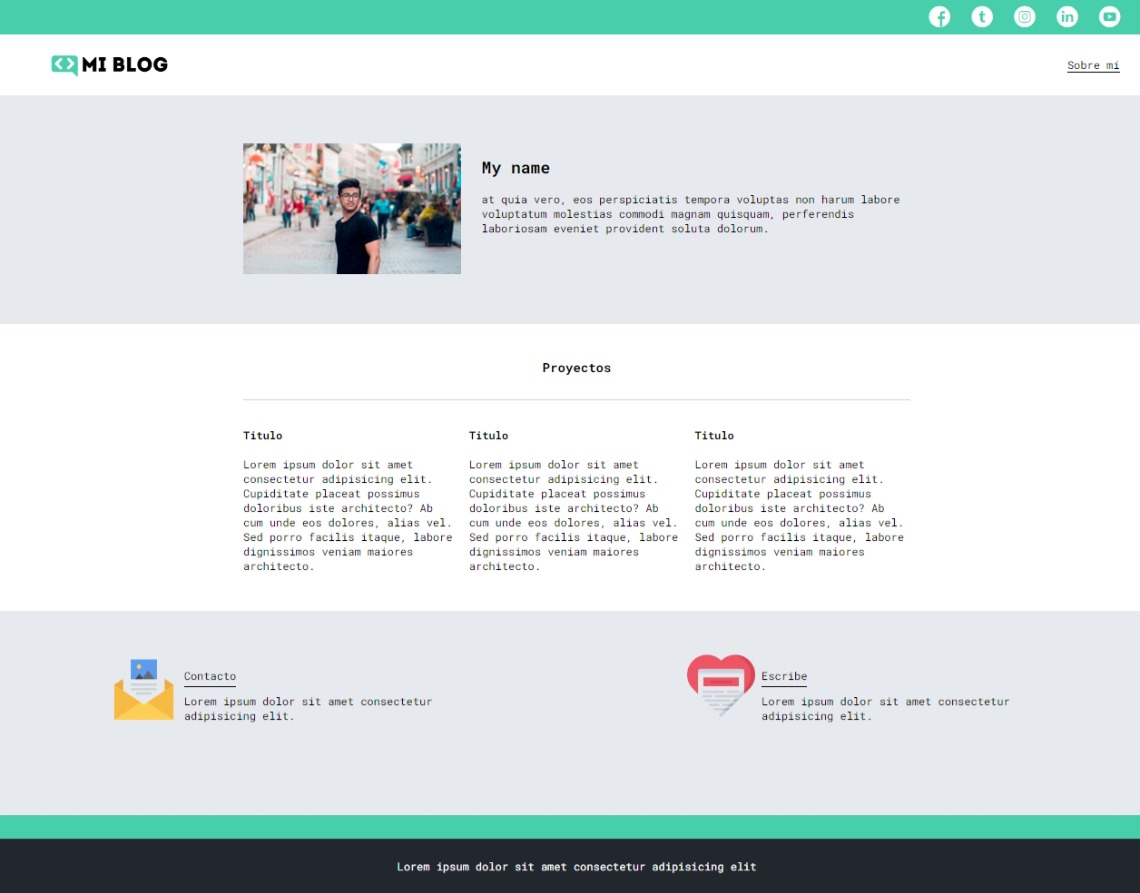 MI BLOG
Sobre mí
My name
at quia vero, eos perspiciatis tempora voluptas non harum labore
voluptatum molestias commodi magnam quisquam, perferendis
laboriosam eveniet provident soluta dolorum.
Proyectos
Titulo
Lorem ipsum dolor sit amet
consectetur adipisicing elit.
Cupiditate placeat possimus
doloribus iste architecto? Ab
cum unde eos dolores, alias vel.
Sed porro facilis itaque, labore
dignissimos veniam maiores
architecto.
Titulo
Lorem ipsum dolor sit amet
consectetur adipisicing elit.
Cupiditate placeat possimus
doloribus iste architecto? Ab
cum unde eos dolores, alias vel.
Sed porro facilis itaque, labore
dignissimos veniam maiores
architecto.
Titulo
Lorem ipsum dolor sit amet
consectetur adipisicing elit.
Cupiditate placeat possimus
doloribus iste architecto? Ab
cum unde eos dolores, alias vel.
Sed porro facilis itaque, labore
dignissimos veniam maiores
architecto.
Contacto
Lorem ipsum dolor sit amet consectetur
adipisicing elit.
Escribe
Lorem ipsum dolor sit amet consectetur
adipisicing elit.
Lorem ipsum dolor sit amet consectetur adipisicing elit